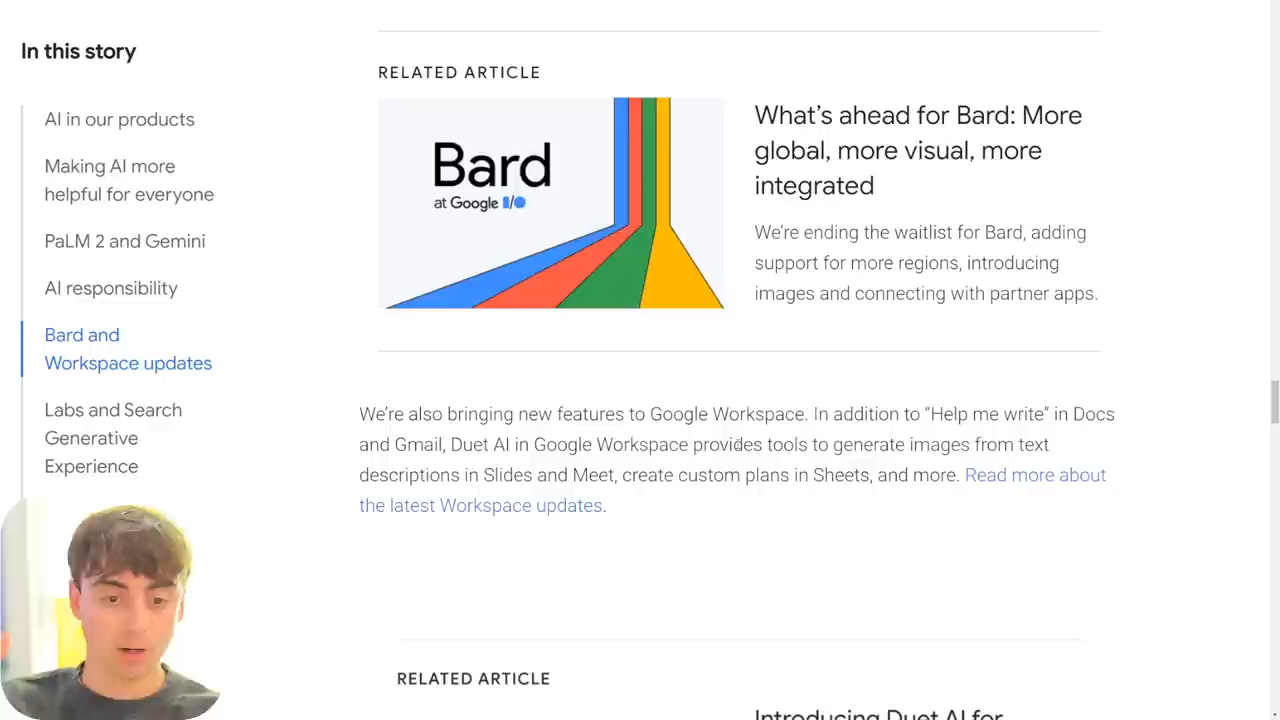 In this story
AI in our products
Making AI more
helpful for everyone
PaLM 2 and Gemini
AI responsibility
Bard and
Workspace updates
Labs and Search
Generative
Experience
RELATED ARTICLE
Bard
at Google I/O
What’s ahead for Bard: More
global, more visual, more
integrated
We’re ending the waitlist for Bard, adding
support for more regions, introducing
images and connecting with partner apps.
We’re also bringing new features to Google Workspace. In addition to “Help me write” in Docs
and Gmail, Duet AI in Google Workspace provides tools to generate images from text
descriptions in Slides and Meet, create custom plans in Sheets, and more. Read more about
the latest Workspace updates.
RELATED ARTICLE
Introducing Duet AI for